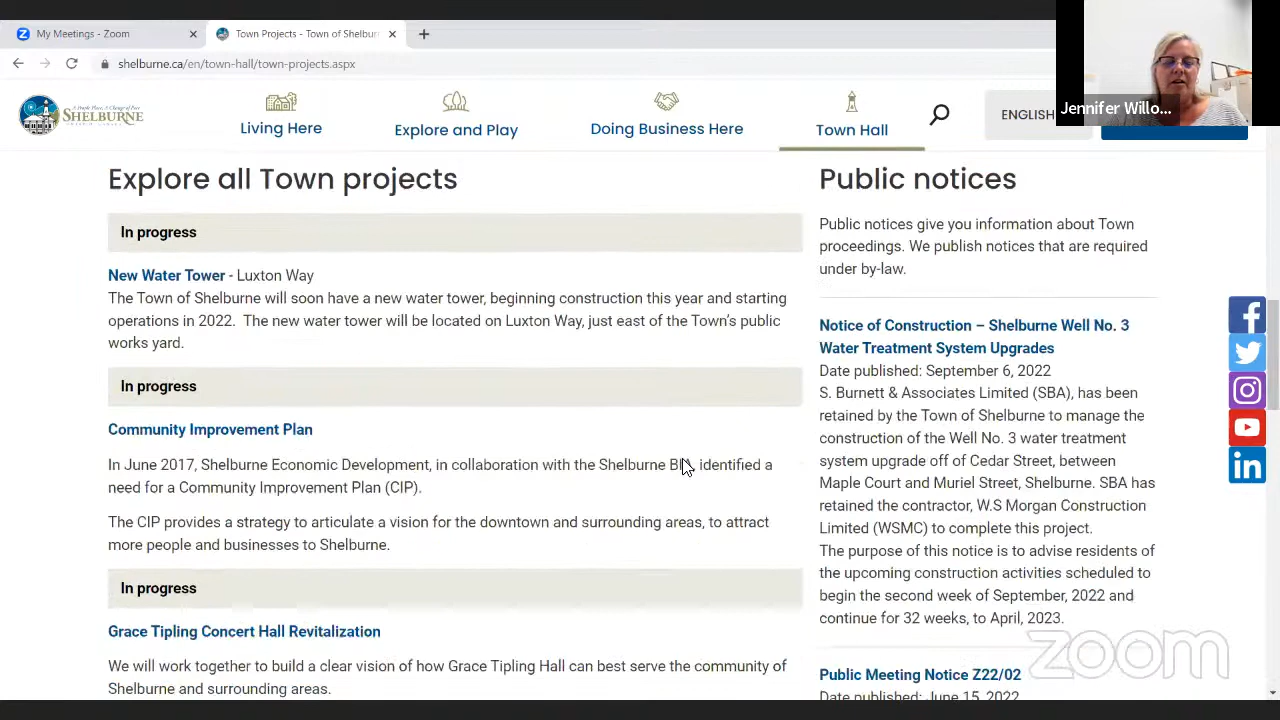 My Meetings - Zoom
Town Projects - Town of Shelburn
shelburne.ca/en/town-hall/town-projects.aspx
A People Place, A Change of Pace
SHELBURNE
Living Here
Explore and Play
Doing Business Here
Town Hall
ENGLISH
Jennifer Willo...
Explore all Town projects
In progress
New Water Tower - Luxton Way
The Town of Shelburne will soon have a new water tower, beginning construction this year and starting
operations in 2022.  The new water tower will be located on Luxton Way, just east of the Town's public
works yard.
In progress
Community Improvement Plan
In June 2017, Shelburne Economic Development, in collaboration with the Shelburne BIA, identified a
need for a Community Improvement Plan (CIP).
The CIP provides a strategy to articulate a vision for the downtown and surrounding areas, to attract
more people and businesses to Shelburne.
In progress
Grace Tipling Concert Hall Revitalization
We will work together to build a clear vision of how Grace Tipling Hall can best serve the community of
Shelburne and surrounding areas.
Public notices
Public notices give you information about Town
proceedings. We publish notices that are required
under by-law.
Notice of Construction – Shelburne Well No. 3
Water Treatment System Upgrades
Date published: September 6, 2022
S. Burnett & Associates Limited (SBA), has been
retained by the Town of Shelburne to manage the
construction of the Well No. 3 water treatment
system upgrade off of Cedar Street, between
Maple Court and Muriel Street, Shelburne. SBA has
retained the contractor, W.S Morgan Construction
Limited (WSMC) to complete this project.
The purpose of this notice is to advise residents of
the upcoming construction activities scheduled to
begin the second week of September, 2022 and
continue for 32 weeks, to April, 2023.
Public Meeting Notice Z22/02
Date published: June 15, 2022
zoom